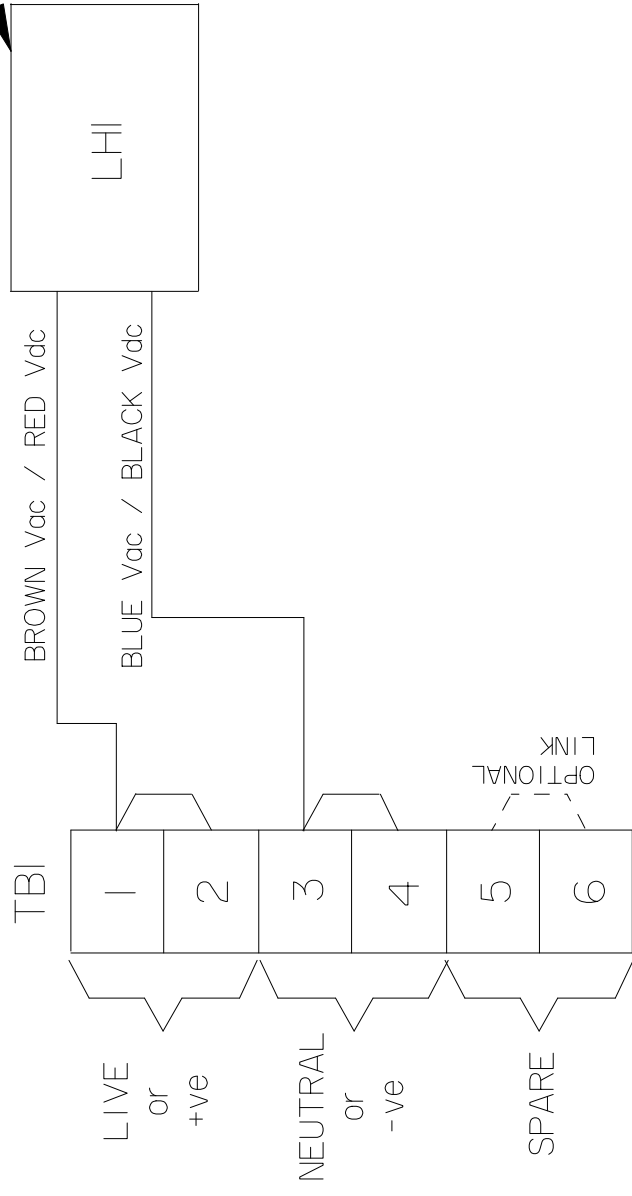 LH1
BROWN Vac / RED Vdc
BLUE Vac / BLACK Vdc
TB1
1
2
3
4
5
6
OPTIONAL
LINK
LIVE
or
+ve
NEUTRAL
or
-ve
SPARE